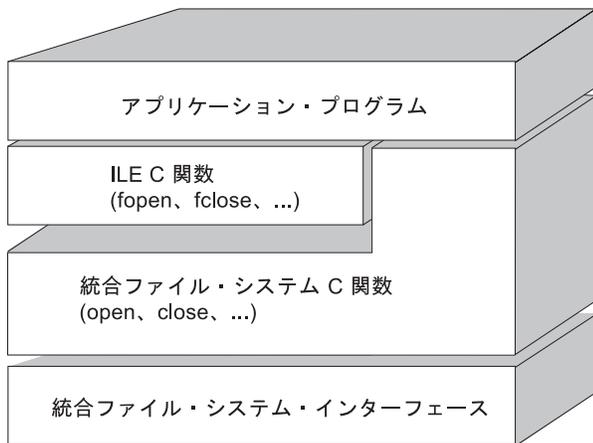 アプリケーション・プログラム
ILE C 関数
(fopen、fclose、...)
統合ファイル・システム C 関数
(open、close、...)
統合ファイル・システム・インターフェース